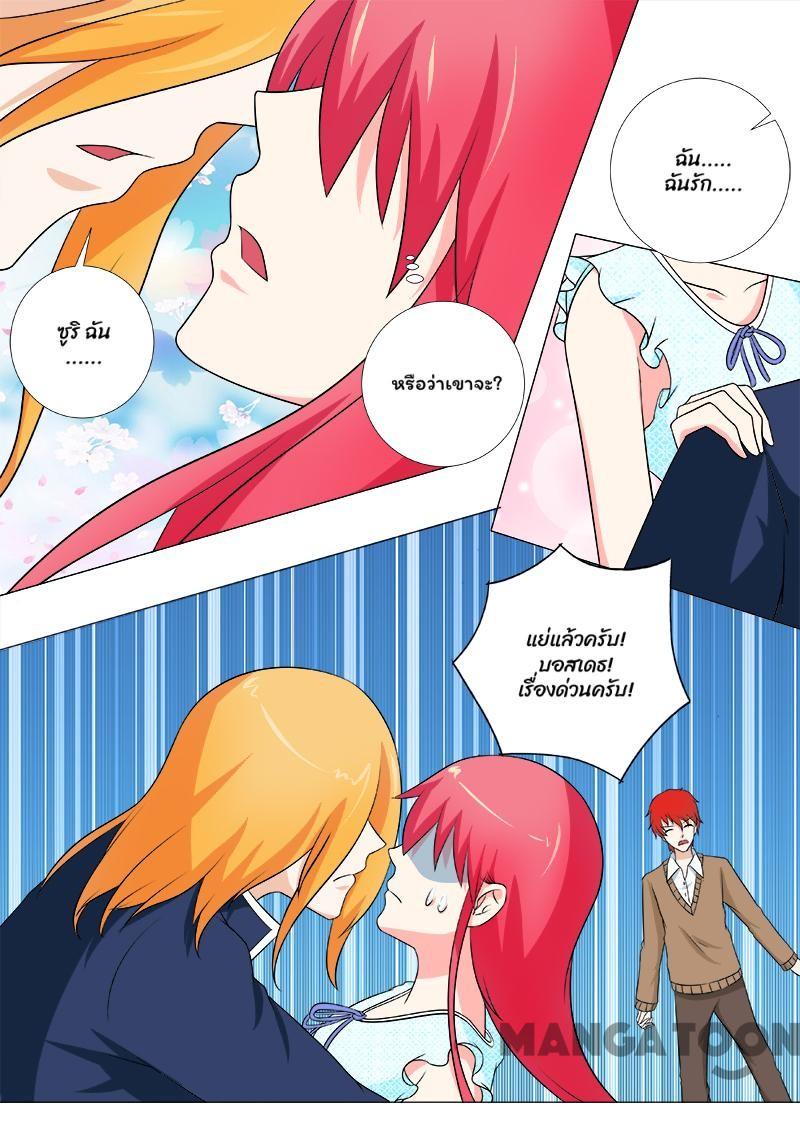 ซูริ ฉัน
......
หรือว่าเขาจะ?
ฉัน.....
ฉันรัก.....
แย่แล้วครับ!
บอสเดธ!
เรื่องด่วนครับ!
MANGATOON